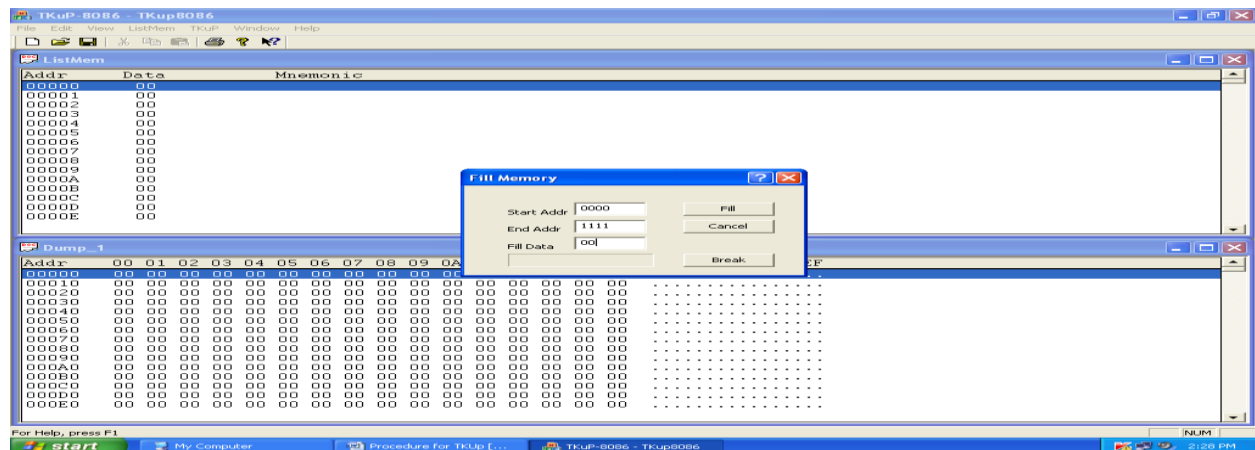 TKuP-8086 - TKup8086
File Edit View ListMem TKuP Window Help
ListMem
Addr Data Mnemonic
00000 00
00001 00
00002 00
00003 00
00004 00
00005 00
00006 00
00007 00
00008 00
00009 00
0000A 00
0000B 00
0000C 00
0000D 00
0000E 00
Fill Memory
Start Addr 0000 Fill
End Addr 1111 Cancel
Fill Data 00
Break
Dump_1
Addr 00 01 02 03 04 05 06 07 08 09 0A EF
00000 00 00 00 00 00 00 00 00 00 00 ..
00010 00 00 00 00 00 00 00 00 00 00 00 00 00 00 00 00 ................
00020 00 00 00 00 00 00 00 00 00 00 00 00 00 00 00 00 ................
00030 00 00 00 00 00 00 00 00 00 00 00 00 00 00 00 00 ................
00040 00 00 00 00 00 00 00 00 00 00 00 00 00 00 00 00 ................
00050 00 00 00 00 00 00 00 00 00 00 00 00 00 00 00 00 ................
00060 00 00 00 00 00 00 00 00 00 00 00 00 00 00 00 00 ................
00070 00 00 00 00 00 00 00 00 00 00 00 00 00 00 00 00 ................
00080 00 00 00 00 00 00 00 00 00 00 00 00 00 00 00 00 ................
00090 00 00 00 00 00 00 00 00 00 00 00 00 00 00 00 00 ................
000A0 00 00 00 00 00 00 00 00 00 00 00 00 00 00 00 00 ................
000B0 00 00 00 00 00 00 00 00 00 00 00 00 00 00 00 00 ................
000C0 00 00 00 00 00 00 00 00 00 00 00 00 00 00 00 00 ................
000D0 00 00 00 00 00 00 00 00 00 00 00 00 00 00 00 00 ................
000E0 00 00 00 00 00 00 00 00 00 00 00 00 00 00 00 00 ................
For Help, press F1 NUM
start My Computer Procedure for TKUp [... TKuP-8086 - TKup8086 2:28 PM